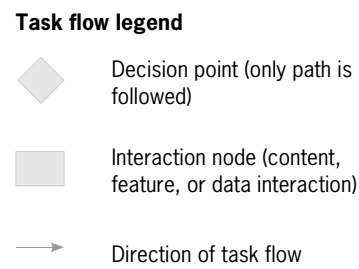 Task flow legend
Decision point (only path is
followed)
Interaction node (content,
feature, or data interaction)
Direction of task flow